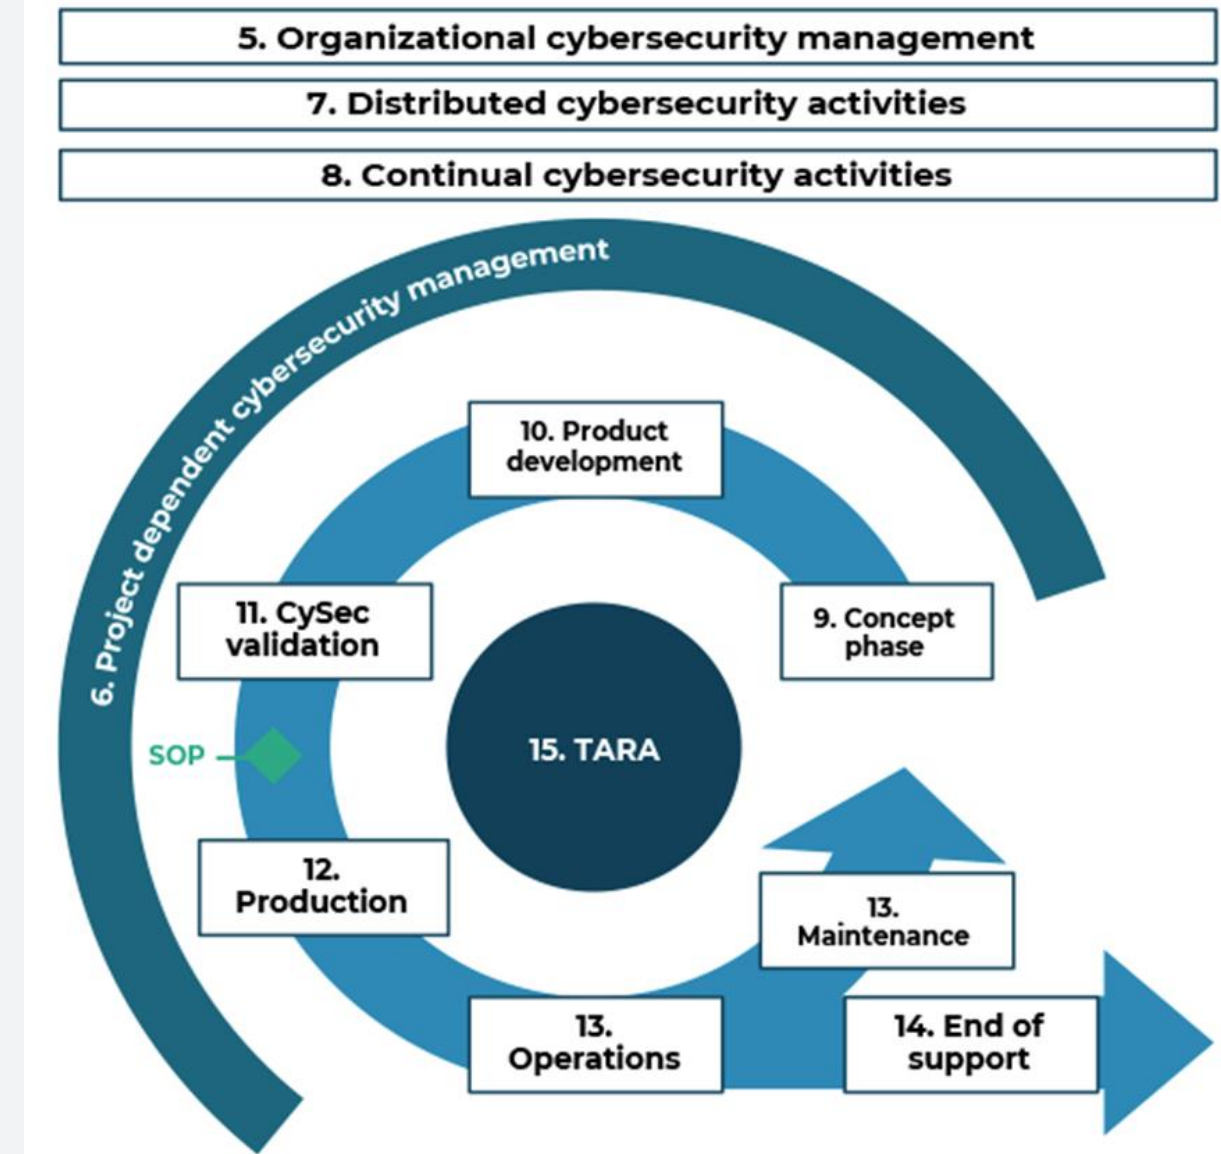 5. Organizational cybersecurity management
7. Distributed cybersecurity activities
8. Continual cybersecurity activities
6. Project dependent cybersecurity management
10. Product
development
11. CySec
validation
9. Concept
phase
15. TARA
SOP
12.
Production
13.
Maintenance
13.
Operations
14. End of
support